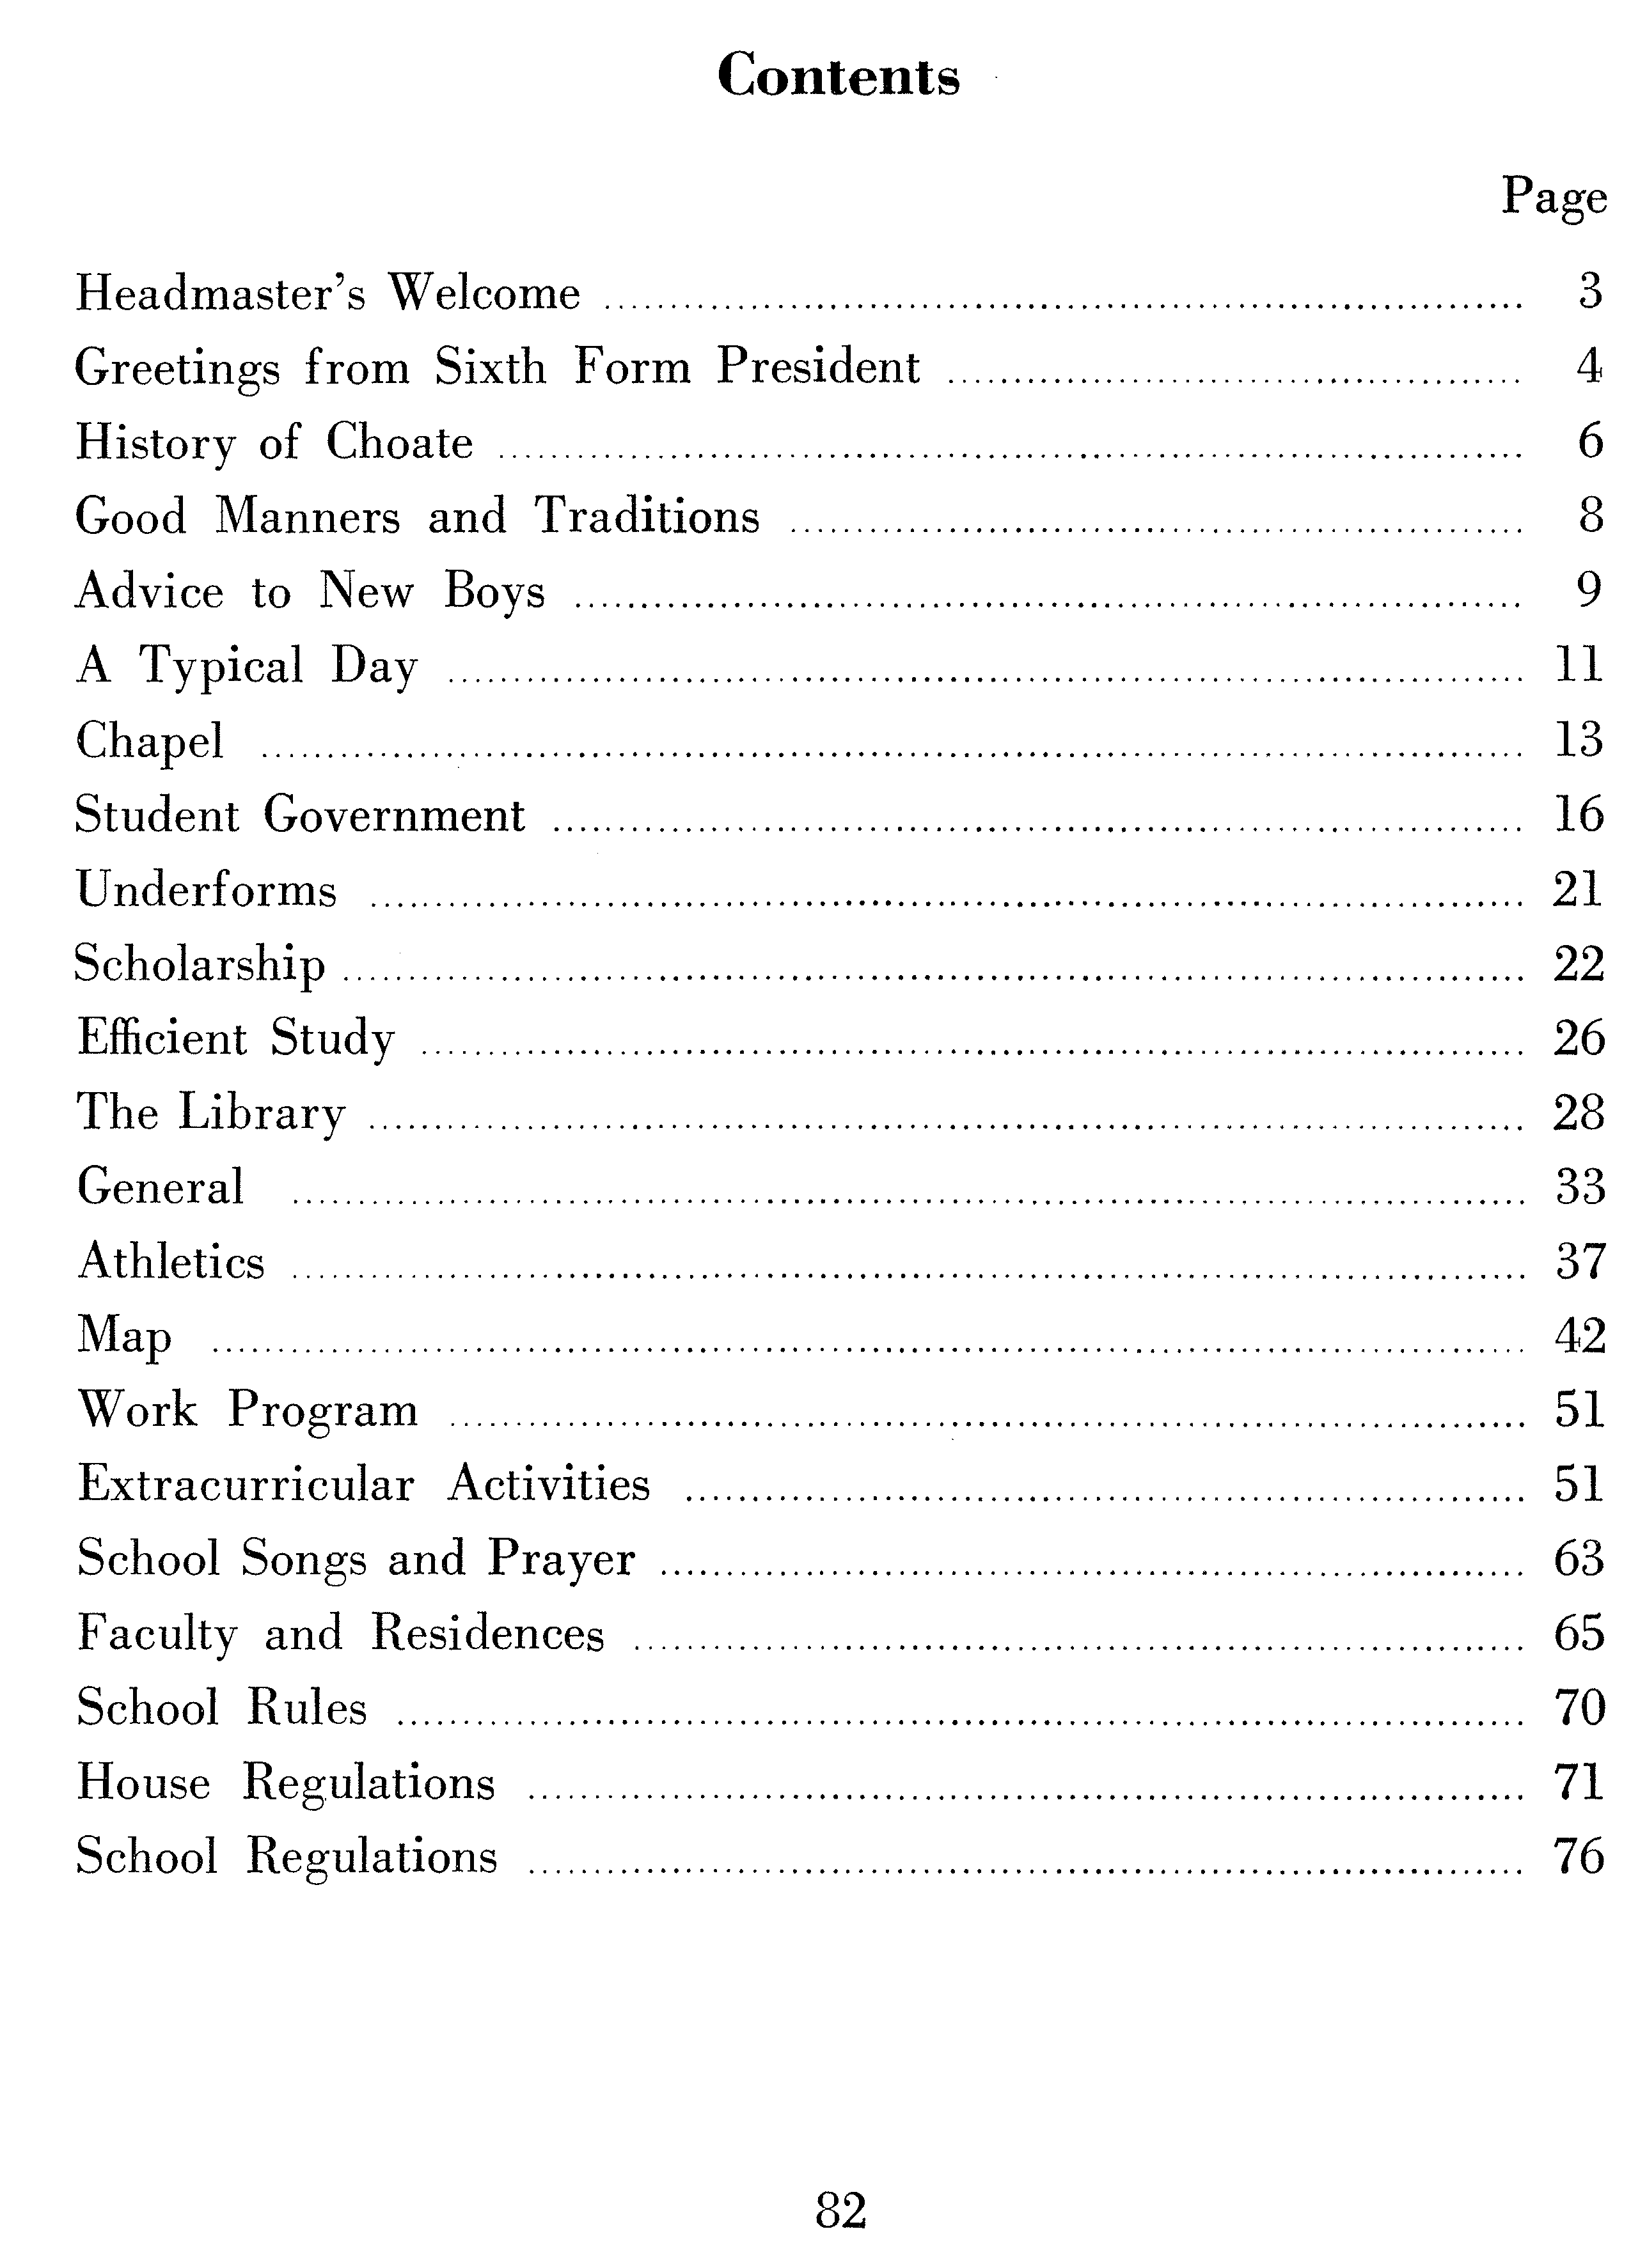 Contents
Page
Headmaster's Welcome ........ 3
Greetings from Sixth Form President ........ 4
History of Choate ........ 6
Good Manners and Traditions ........ 8
Advice to New Boys ........ 9
A Typical Day ........ 11
Chapel ........ 13
Student Government ........ 16
Underforms ........ 21
Scholarship ........ 22
Efficient Study ........ 26
The Library ........ 28
General ........ 33
Athletics ........ 37
Map ........ 42
Work Program ........ 51
Extracurricular Activities ........ 51
School Songs and Prayer ........ 63
Faculty and Residences ........ 65
School Rules ........ 70
House Regulations ........ 71
School Regulations ........ 76
82